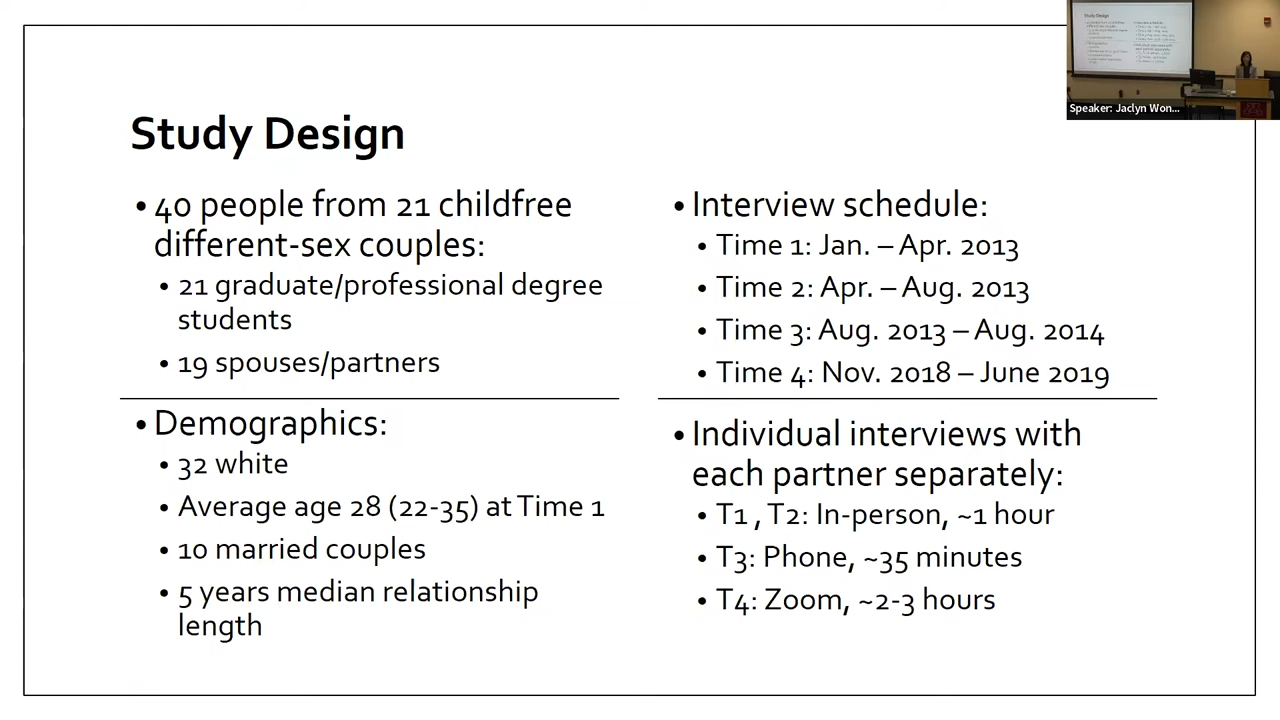 Study Design
• 40 people from 21 childfree
different-sex couples:
• 21 graduate/professional degree
students
• 19 spouses/partners
• Demographics:
• 32 white
• Average age 28 (22-35) at Time 1
• 10 married couples
• 5 years median relationship
length
• Interview schedule:
• Time 1: Jan. – Apr. 2013
• Time 2: Apr. – Aug. 2013
• Time 3: Aug. 2013 – Aug. 2014
• Time 4: Nov. 2018 – June 2019
• Individual interviews with
each partner separately:
• T1 , T2: In-person, ~1 hour
• T3: Phone, ~35 minutes
• T4: Zoom, ~2-3 hours
Speaker: Jaclyn Won...
Study Design